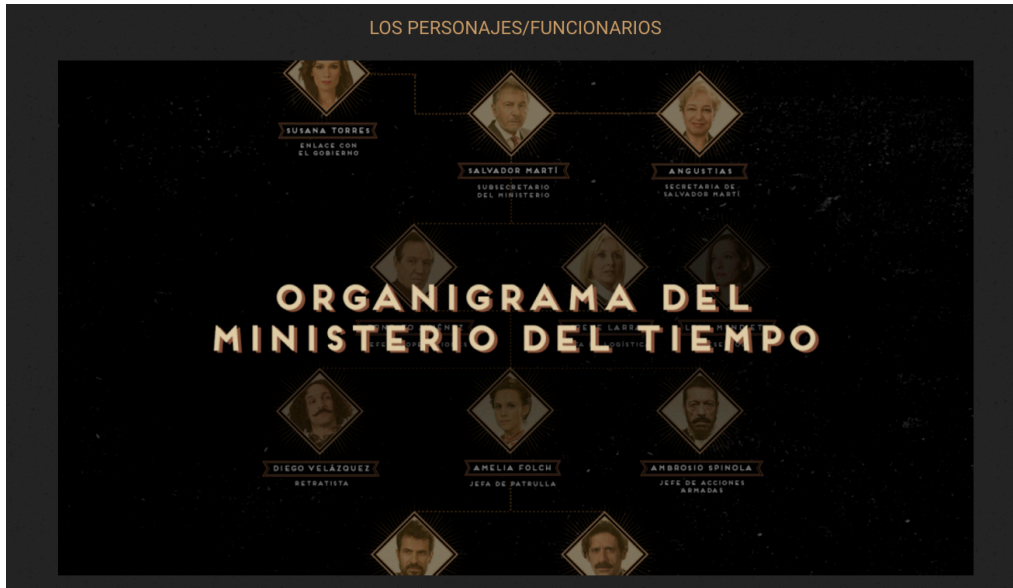 LOS PERSONAJES/FUNCIONARIOS
SUSANA TORRES
ENLACE CON
EL GOBIERNO
SALVADOR MARTÍ
SUBSECRETARIO
DEL MINISTERIO
ANGUSTIAS
SECRETARIA DE
SALVADOR MARTÍ
ORGANIGRAMA DEL
MINISTERIO DEL TIEMPO
DIEGO VELÁZQUEZ
RETRATISTA
AMELIA FOLCH
JEFA DE PATRULLA
AMBROSIO SPINOLA
JEFE DE ACCIONES
ARMADAS